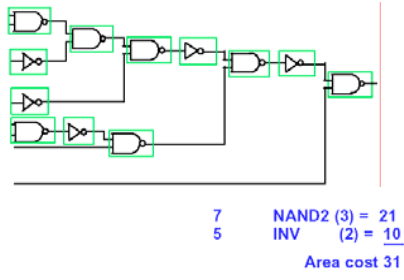 7 NAND2 (3) = 21
5 INV (2) = 10
Area cost 31